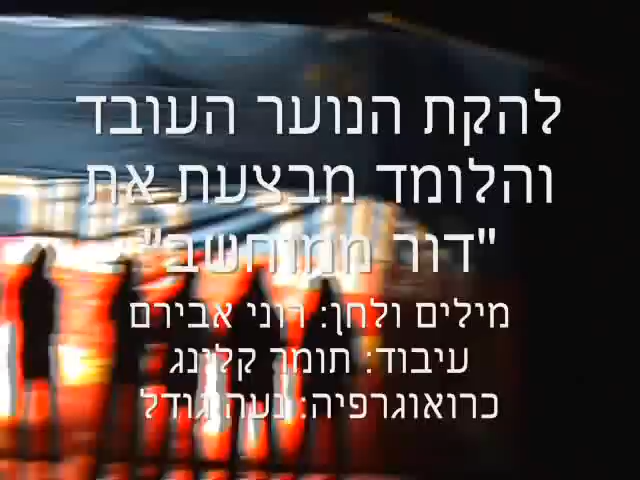 להקת הנוער העובד
והלומד מבצעת את
"דור ממוחשב"
מילים ולחן: רוני אבירם
עיבוד: תומר קלינג
כרואוגרפיה: נעה גודל